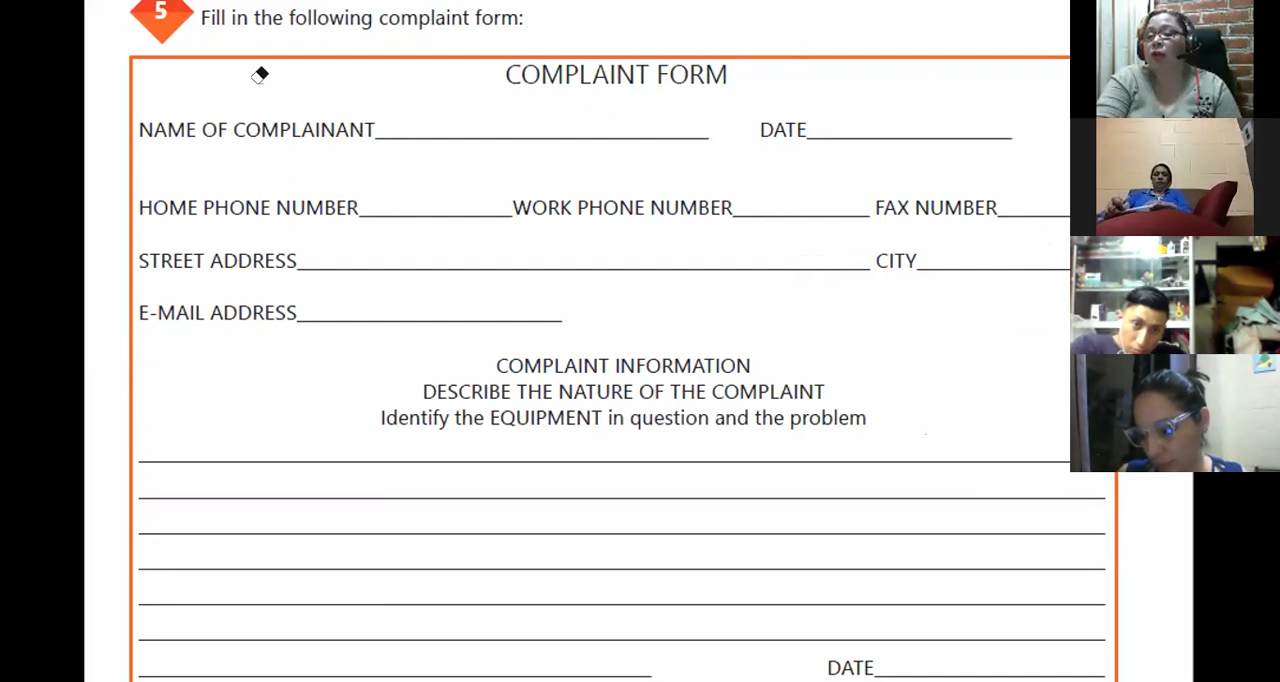 5 Fill in the following complaint form:
COMPLAINT FORM
NAME OF COMPLAINANT DATE
HOME PHONE NUMBER WORK PHONE NUMBER FAX NUMBER
STREET ADDRESS CITY
E-MAIL ADDRESS
COMPLAINT INFORMATION
DESCRIBE THE NATURE OF THE COMPLAINT
Identify the EQUIPMENT in question and the problem
DATE